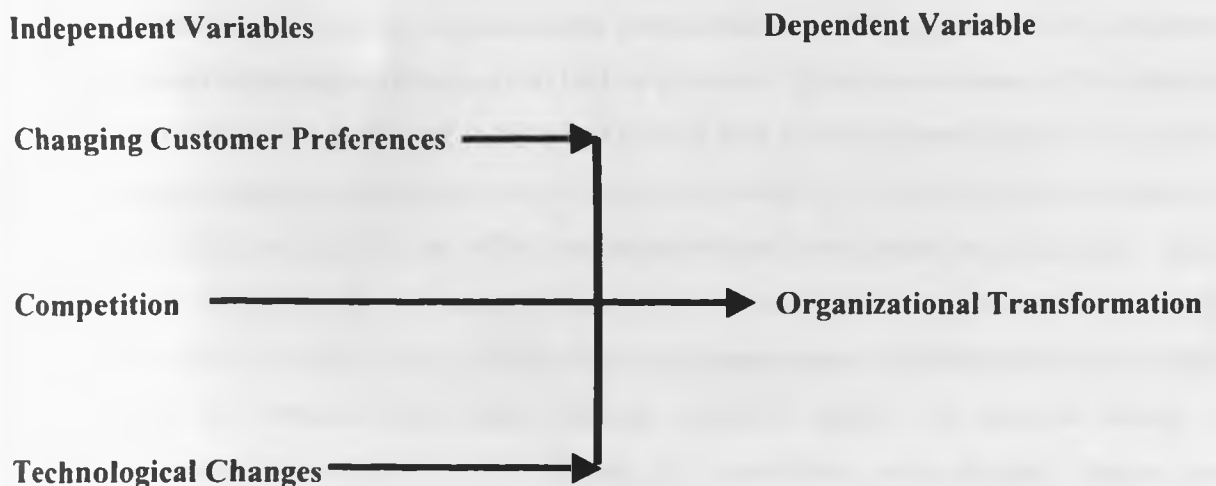 Independent Variables
Dependent Variable
Changing Customer Preferences
Competition
Organizational Transformation
Technological Changes